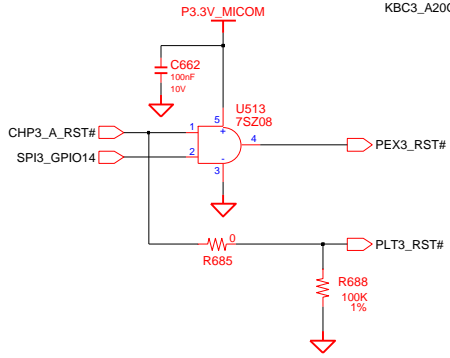 P3.3V_MICOM
KBC3_A20
C662
100nF
10V
U513
7SZ08
5
+
CHP3_A_RST#
1
4
PEX3_RST#
SPI3_GPIO14
2
-
3
0
PLT3_RST#
R685
R688
100K
1%